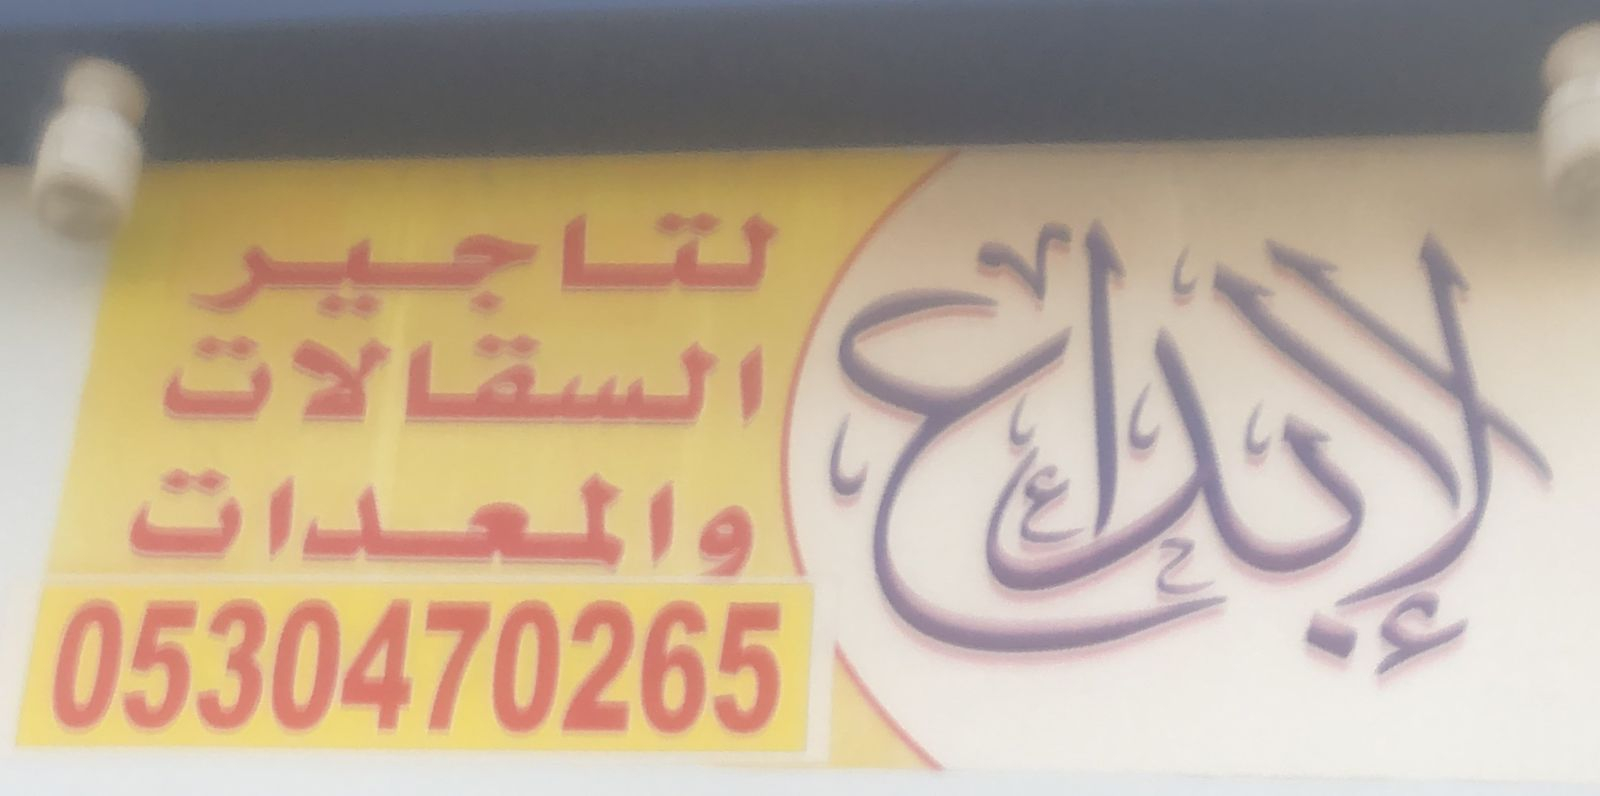 الإبداع
لتاجير
السقالات
والمعدات
0530470265